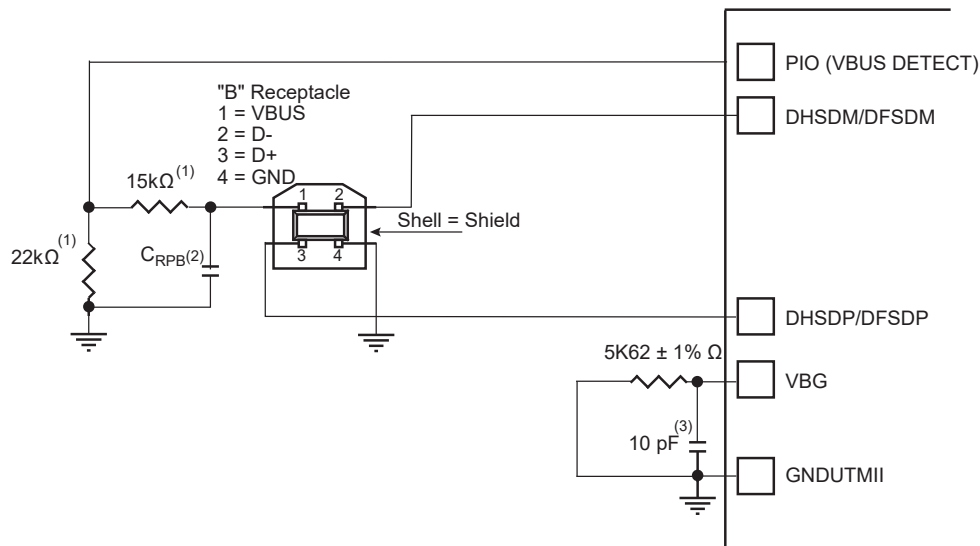 PIO (VBUS DETECT)
"B" Receptacle
1 = VBUS
2 = D-
3 = D+
4 = GND
DHSDM/DFSDM
15kΩ(1)
1 2
Shell = Shield
22kΩ(1)
CRPB(2)
3 4
DHSDP/DFSDP
5K62 ± 1% Ω
VBG
10 pF(3)
GNDUTMII